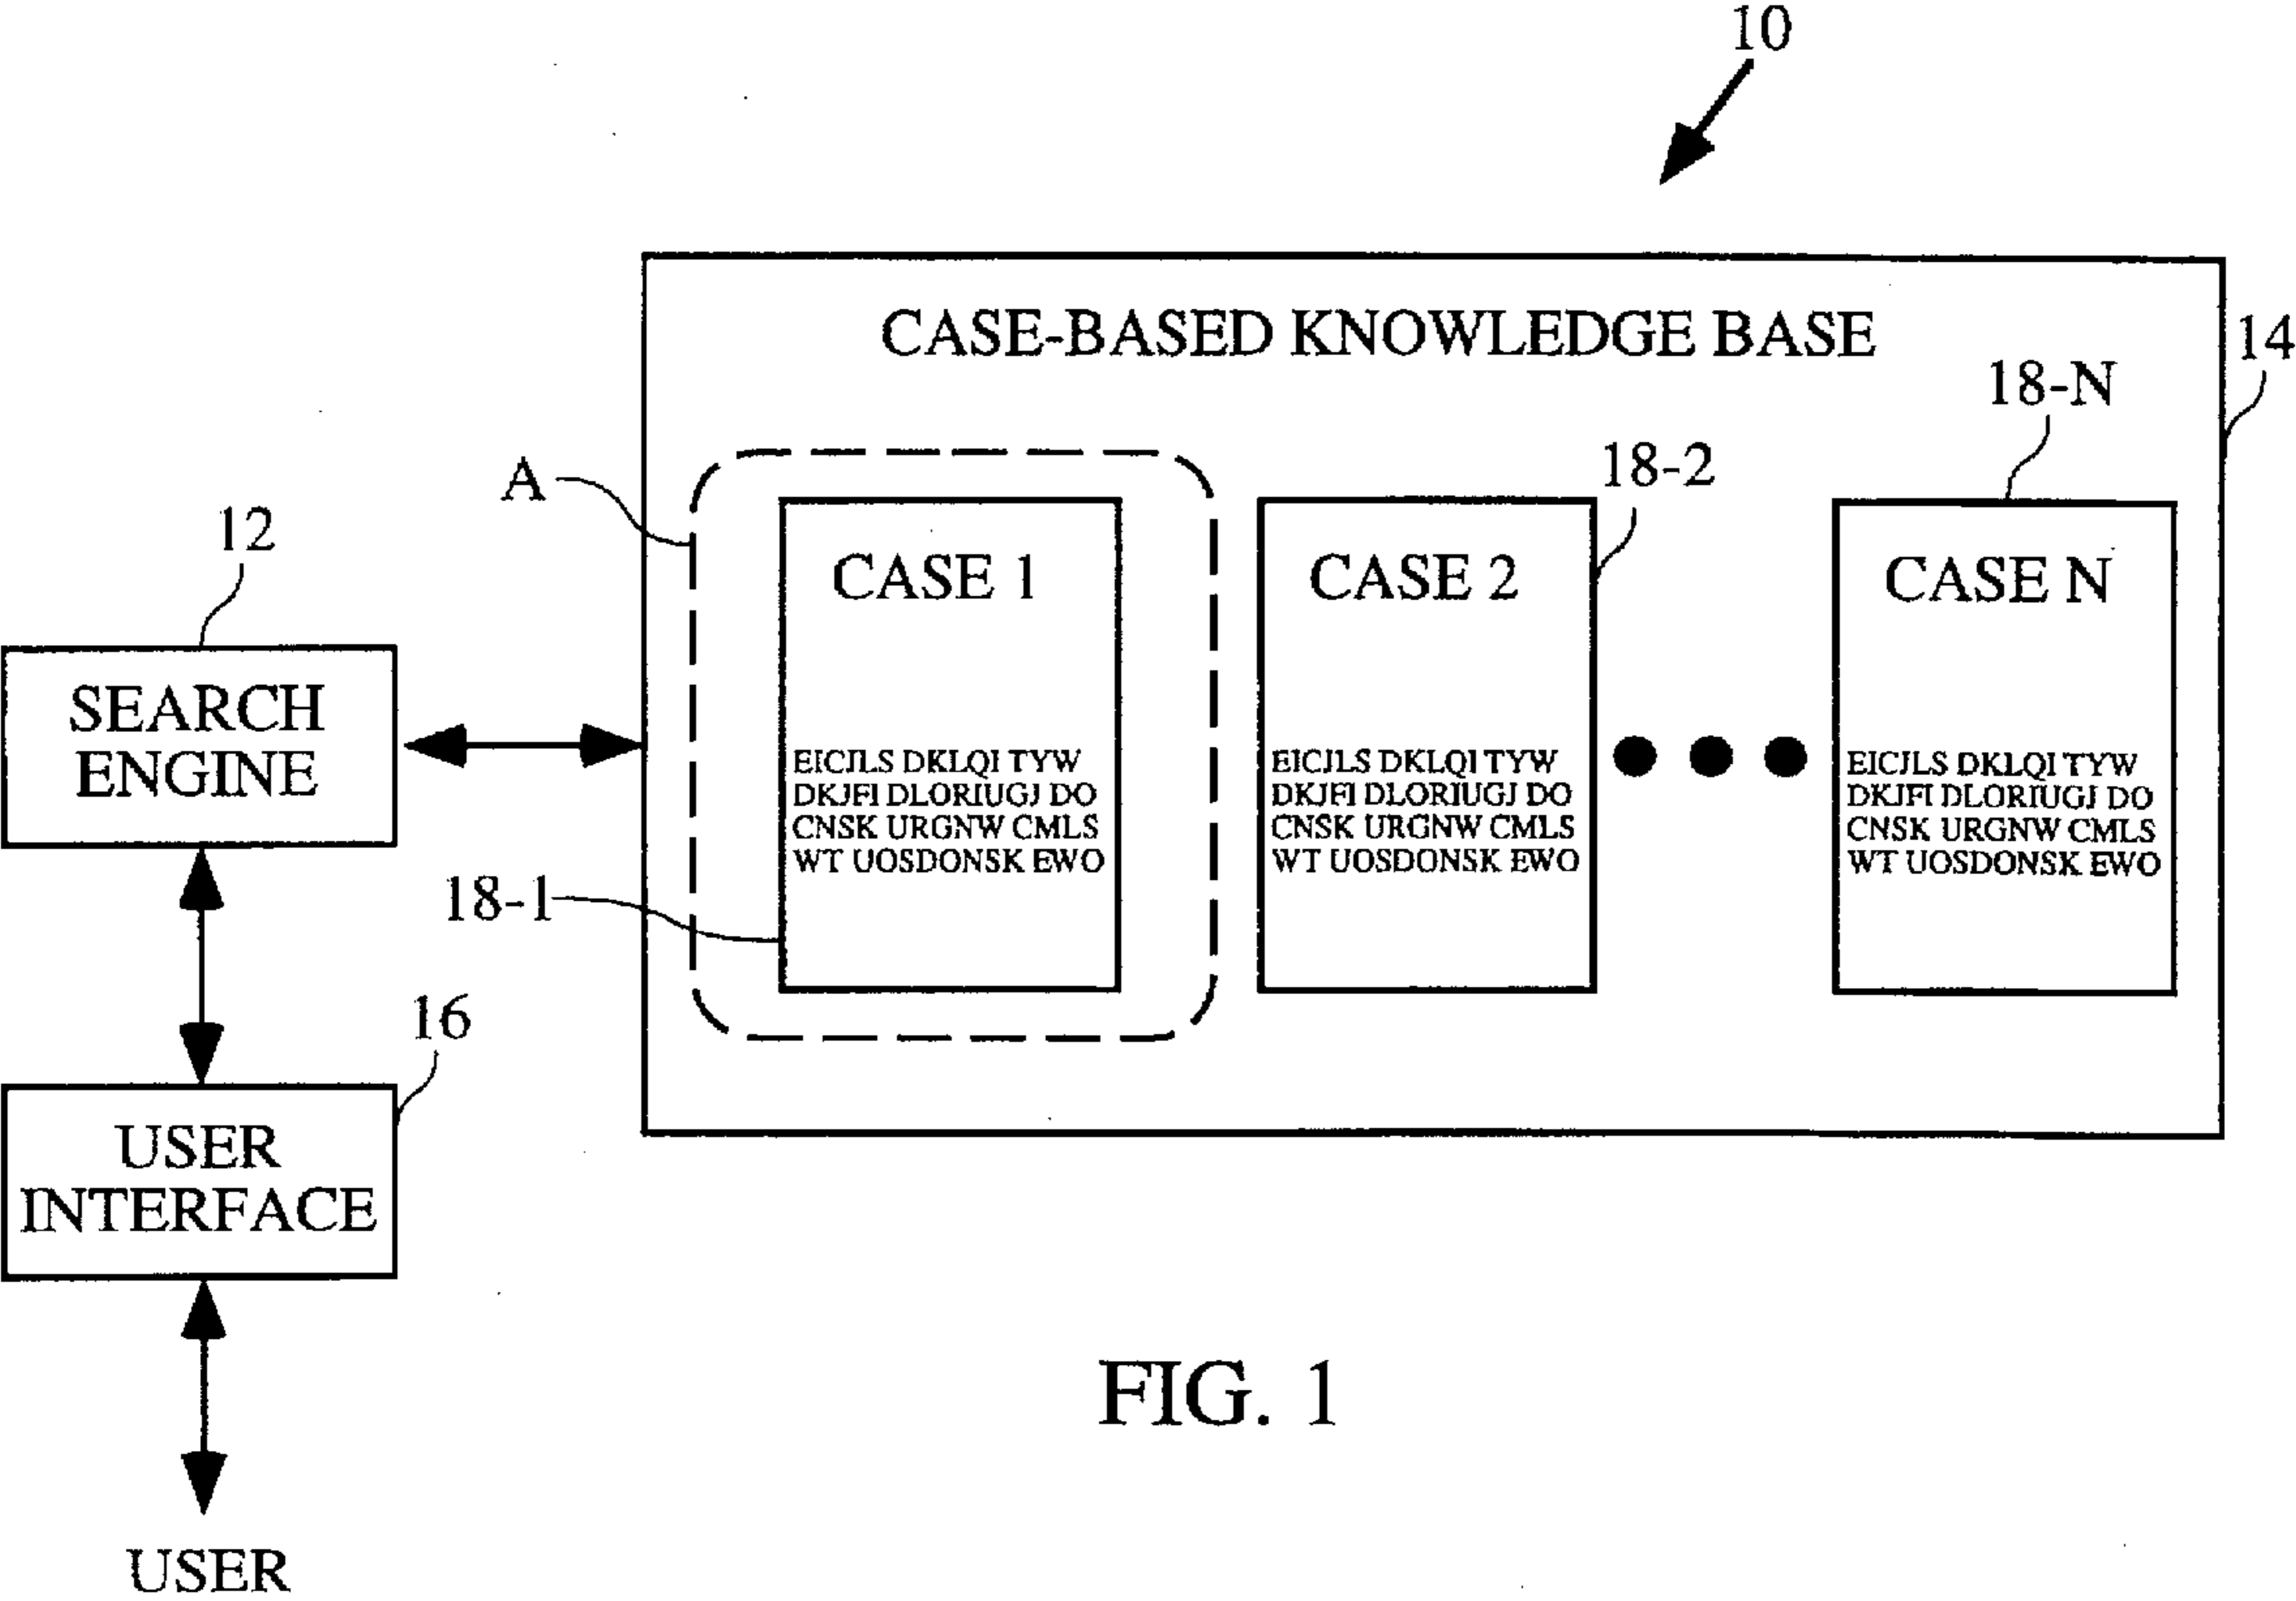 10
CASE-BASED KNOWLEDGE BASE
14
18-N
18-2
A
12
CASE 1
CASE 2
CASE N
SEARCH
ENGINE
EICJLS DKLQI TYW
DKJFI DLORIUGJ DO
CNSK URGNW CMLS
WT UOSDONSK EWO
EICJLS DKLQI TYW
DKJFI DLORIUGJ DO
CNSK URGNW CMLS
WT UOSDONSK EWO
EICJLS DKLQI TYW
DKJFI DLORIUGJ DO
CNSK URGNW CMLS
WT UOSDONSK EWO
18-1
16
USER
INTERFACE
FIG. 1
USER